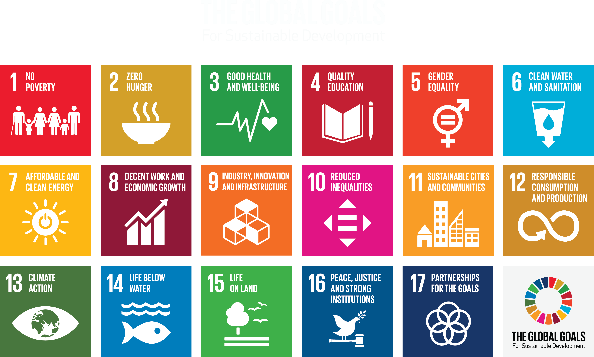 THE GLOBAL GOALS
For Sustainable Development
1 NO
POVERTY
2 ZERO
HUNGER
3 GOOD HEALTH
AND WELL-BEING
4 QUALITY
EDUCATION
5 GENDER
EQUALITY
6 CLEAN WATER
AND SANITATION
7 AFFORDABLE AND
CLEAN ENERGY
8 DECENT WORK AND
ECONOMIC GROWTH
9 INDUSTRY, INNOVATION
AND INFRASTRUCTURE
10 REDUCED
INEQUALITIES
11 SUSTAINABLE CITIES
AND COMMUNITIES
12 RESPONSIBLE
CONSUMPTION
AND PRODUCTION
13 CLIMATE
ACTION
14 LIFE BELOW
WATER
15 LIFE
ON LAND
16 PEACE, JUSTICE
AND STRONG
INSTITUTIONS
17 PARTNERSHIPS
FOR THE GOALS
THE GLOBAL GOALS
For Sustainable Development